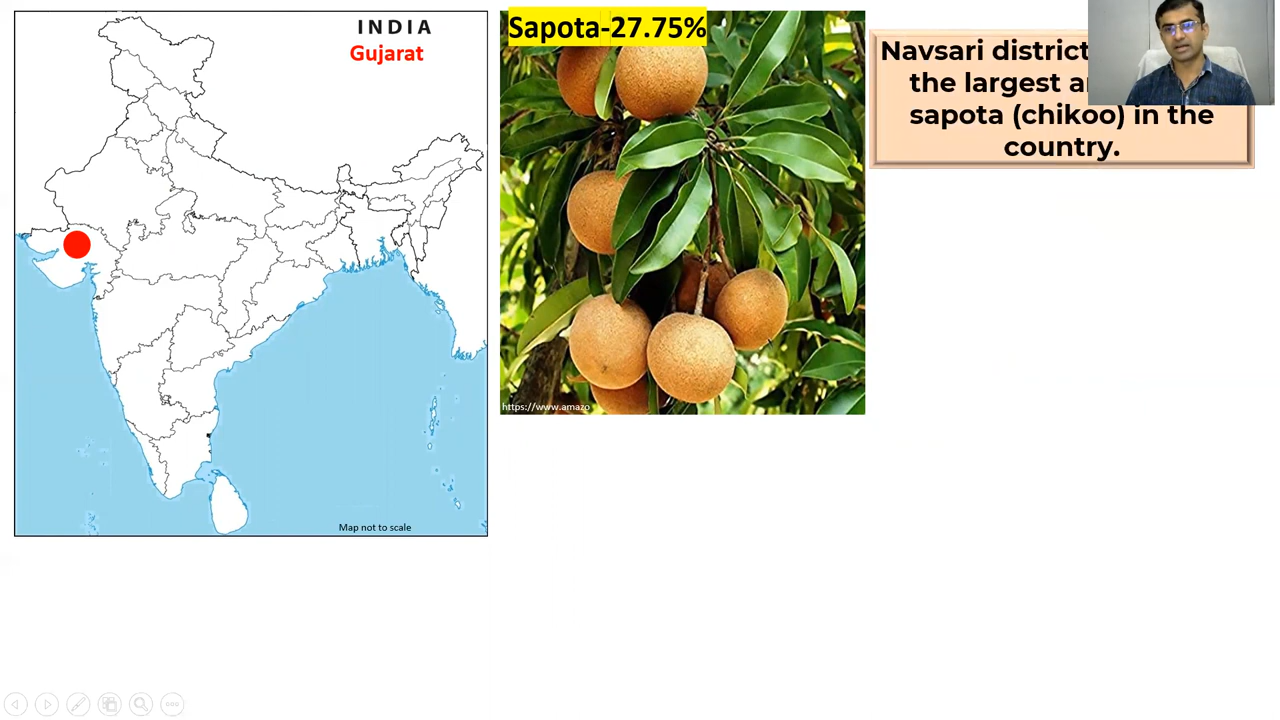 INDIA
Gujarat
Map not to scale
Sapota-27.75%
https://www.amazo
Navsari district
the largest
sapota (chikoo) in the
country.